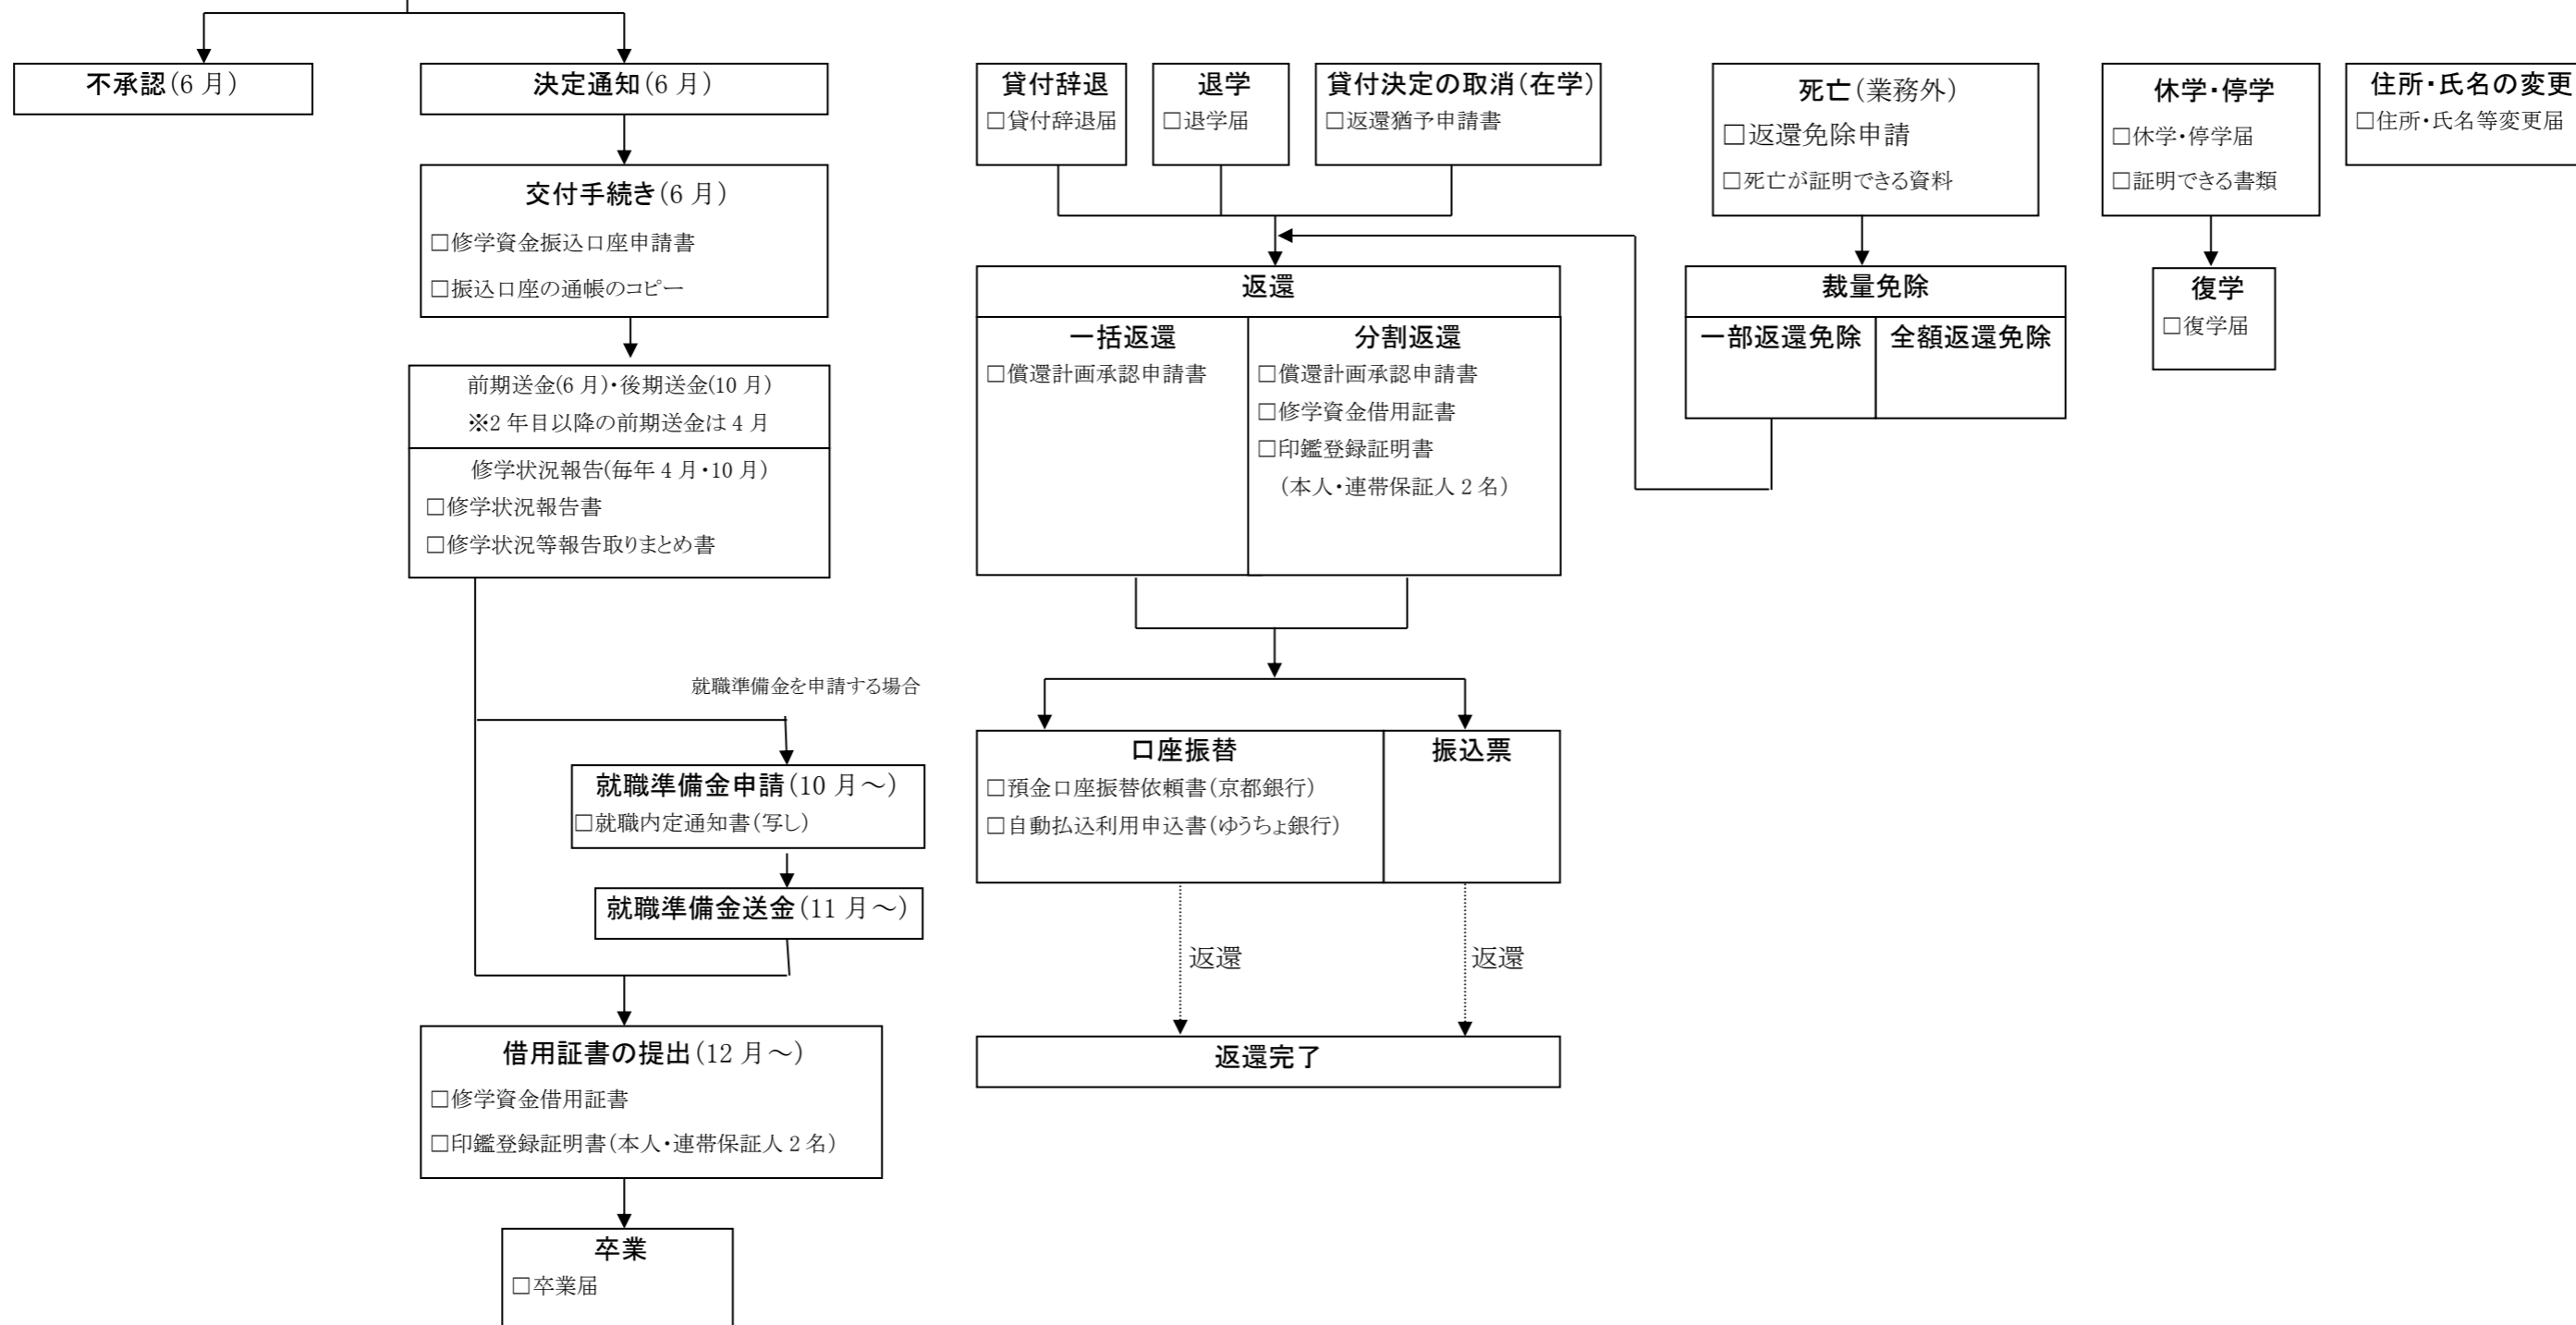 不承認(6 月)
決定通知(6 月)
交付手続き(6 月)
□修学資金振込口座申請書
□振込口座の通帳のコピー
前期送金(6 月)・後期送金(10 月)
※2 年目以降の前期送金は 4 月
修学状況報告(毎年 4 月・10 月)
□修学状況報告書
□修学状況等報告取りまとめ書
就職準備金を申請する場合
就職準備金申請(10 月～)
□就職内定通知書(写し)
就職準備金送金(11 月～)
借用証書の提出(12 月～)
□修学資金借用証書
□印鑑登録証明書(本人・連帯保証人 2 名)
卒業
□卒業届
貸付辞退
□貸付辞退届
退学
□退学届
貸付決定の取消(在学)
□返還猶予申請書
返還
一括返還
□償還計画承認申請書
分割返還
□償還計画承認申請書
□修学資金借用証書
□印鑑登録証明書
(本人・連帯保証人 2 名)
口座振替
□預金口座振替依頼書(京都銀行)
□自動払込利用申込書(ゆうちょ銀行)
振込票
返還
返還
返還完了
死亡(業務外)
□返還免除申請
□死亡が証明できる資料
裁量免除
一部返還免除
全額返還免除
休学・停学
□休学・停学届
□証明できる書類
復学
□復学届
住所・氏名の変更
□住所・氏名等変更届